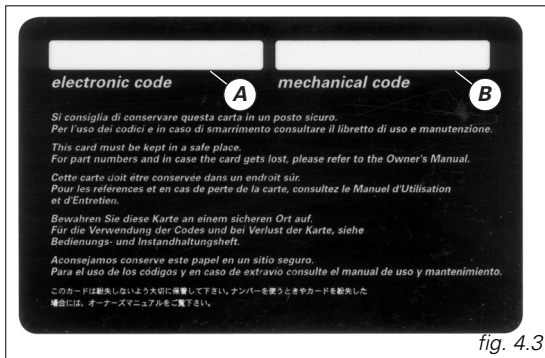 electronic code
mechanical code
A
B
Si consiglia di conservare questa carta in un posto sicuro.
Per l'uso dei codici e in caso di smarrimento consultare il libretto di uso e manutenzione.
This card must be kept in a safe place.
For part numbers and in case the card gets lost, please refer to the Owner's Manual.
Cette carte doit être conservée dans un endroit sûr.
Pour les références et en cas de perte de la carte, consultez le Manuel d'Utilisation
et d'Entretien.
Bewahren Sie diese Karte an einem sicheren Ort auf.
Für die Verwendung der Codes und bei Verlust der Karte, siehe
Bedienungs- und Instandhaltungsheft.
Aconsejamos conserve este papel en un sitio seguro.
Para el uso de los códigos y en caso de extravío consulte el manual de uso y mantenimiento.
このカードは紛失しないよう大切に保管して下さい。ナンバーを使うときやカードを紛失した
場合には、オーナーズマニュアルをご覧下さい。
fig. 4.3